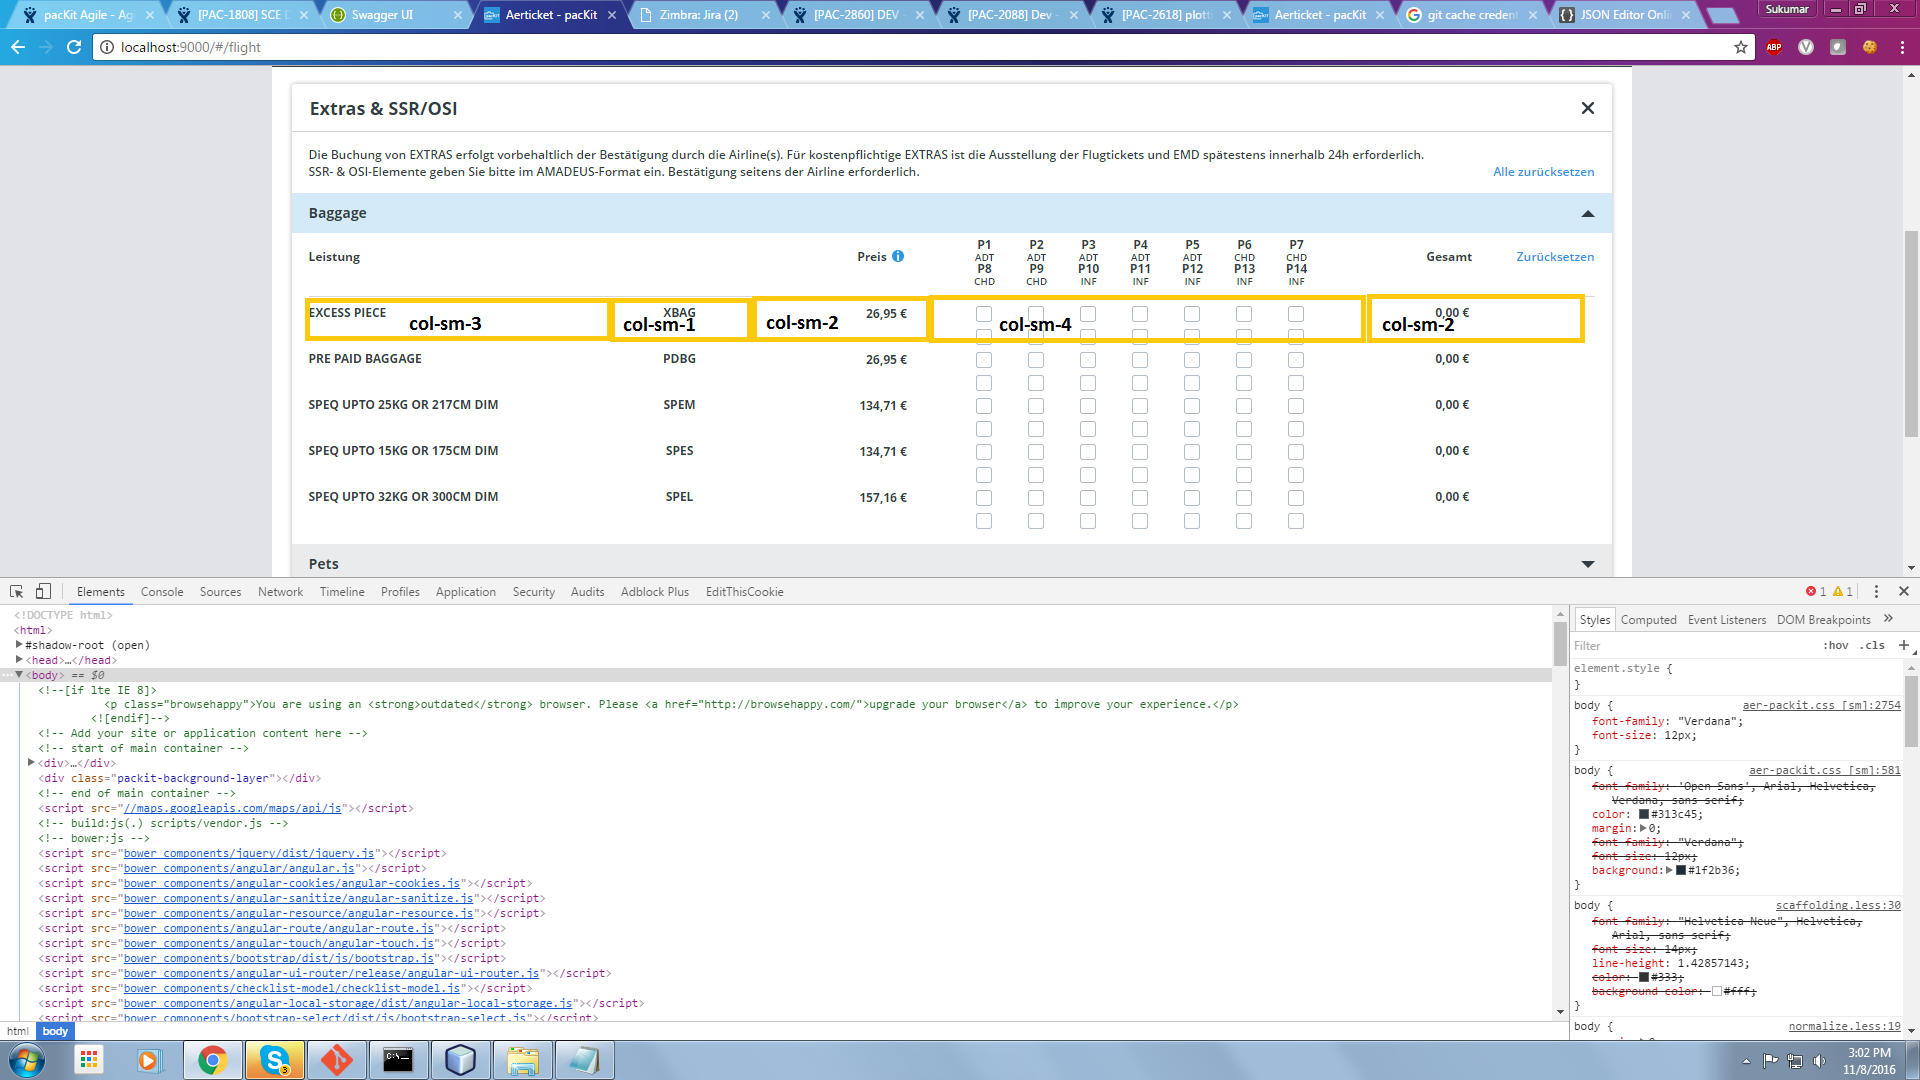 pacKit Agile - Ag
[PAC-1808] SCE D
Swagger UI
Aerticket - pacKit
Zimbra: Jira (2)
[PAC-2860] DEV -
[PAC-2088] Dev -
[PAC-2618] plotti
Aerticket - pacKit
git cache creden
JSON Editor Onli
Sukumar
localhost:9000/#/flight
ABP
Extras & SSR/OSI
Die Buchung von EXTRAS erfolgt vorbehaltlich der Bestätigung durch die Airline(s). Für kostenpflichtige EXTRAS ist die Ausstellung der Flugtickets und EMD spätestens innerhalb 24h erforderlich.
SSR- & OSI-Elemente geben Sie bitte im AMADEUS-Format ein. Bestätigung seitens der Airline erforderlich.
Alle zurücksetzen
Baggage
P1 P2 P3 P4 P5 P6 P7
ADT ADT ADT ADT ADT CHD CHD
Leistung Preis Gesamt Zurücksetzen
P8 P9 P10 P11 P12 P13 P14
CHD CHD INF INF INF INF INF
EXCESS PIECE XBAG 26,95 € 0,00 €
col-sm-3 col-sm-1 col-sm-2 col-sm-4 col-sm-2
PRE PAID BAGGAGE PDBG 26,95 € 0,00 €
SPEQ UPTO 25KG OR 217CM DIM SPEM 134,71 € 0,00 €
SPEQ UPTO 15KG OR 175CM DIM SPES 134,71 € 0,00 €
SPEQ UPTO 32KG OR 300CM DIM SPEL 157,16 € 0,00 €
Pets
Elements Console Sources Network Timeline Profiles Application Security Audits Adblock Plus EditThisCookie
1 1
<!DOCTYPE html>
<html>
#shadow-root (open)
<head>…</head>
<body> == $0
<!--[if lte IE 8]>
<p class="browsehappy">You are using an <strong>outdated</strong> browser. Please <a href="http://browsehappy.com/">upgrade your browser</a> to improve your experience.</p>
<![endif]-->
<!-- Add your site or application content here -->
<!-- start of main container -->
<div>…</div>
<div class="packit-background-layer"></div>
<!-- end of main container -->
<script src="//maps.googleapis.com/maps/api/js"></script>
<!-- build:js(.) scripts/vendor.js -->
<!-- bower:js -->
<script src="bower_components/jquery/dist/jquery.js"></script>
<script src="bower_components/angular/angular.js"></script>
<script src="bower_components/angular-cookies/angular-cookies.js"></script>
<script src="bower_components/angular-sanitize/angular-sanitize.js"></script>
<script src="bower_components/angular-resource/angular-resource.js"></script>
<script src="bower_components/angular-route/angular-route.js"></script>
<script src="bower_components/angular-touch/angular-touch.js"></script>
<script src="bower_components/bootstrap/dist/js/bootstrap.js"></script>
<script src="bower_components/angular-ui-router/release/angular-ui-router.js"></script>
<script src="bower_components/checklist-model/checklist-model.js"></script>
<script src="bower_components/angular-local-storage/dist/angular-local-storage.js"></script>
<script src="bower_components/bootstrap-select/dist/js/bootstrap-select.js"></script>
html body
Styles Computed Event Listeners DOM Breakpoints »
Filter :hov .cls +
element.style {
}
body { aer-packit.css [sm]:2754
font-family: "Verdana";
font-size: 12px;
}
body { aer-packit.css [sm]:581
font-family: 'Open Sans', Arial, Helvetica,
Verdana, sans-serif;
color: #313c45;
margin: 0;
font-family: "Verdana";
font-size: 12px;
background: #1f2b36;
}
body { scaffolding.less:30
font-family: "Helvetica Neue", Helvetica,
Arial, sans-serif;
font-size: 14px;
line-height: 1.42857143;
color: #333;
background-color: #fff;
}
body { normalize.less:19
3
3:02 PM
11/8/2016